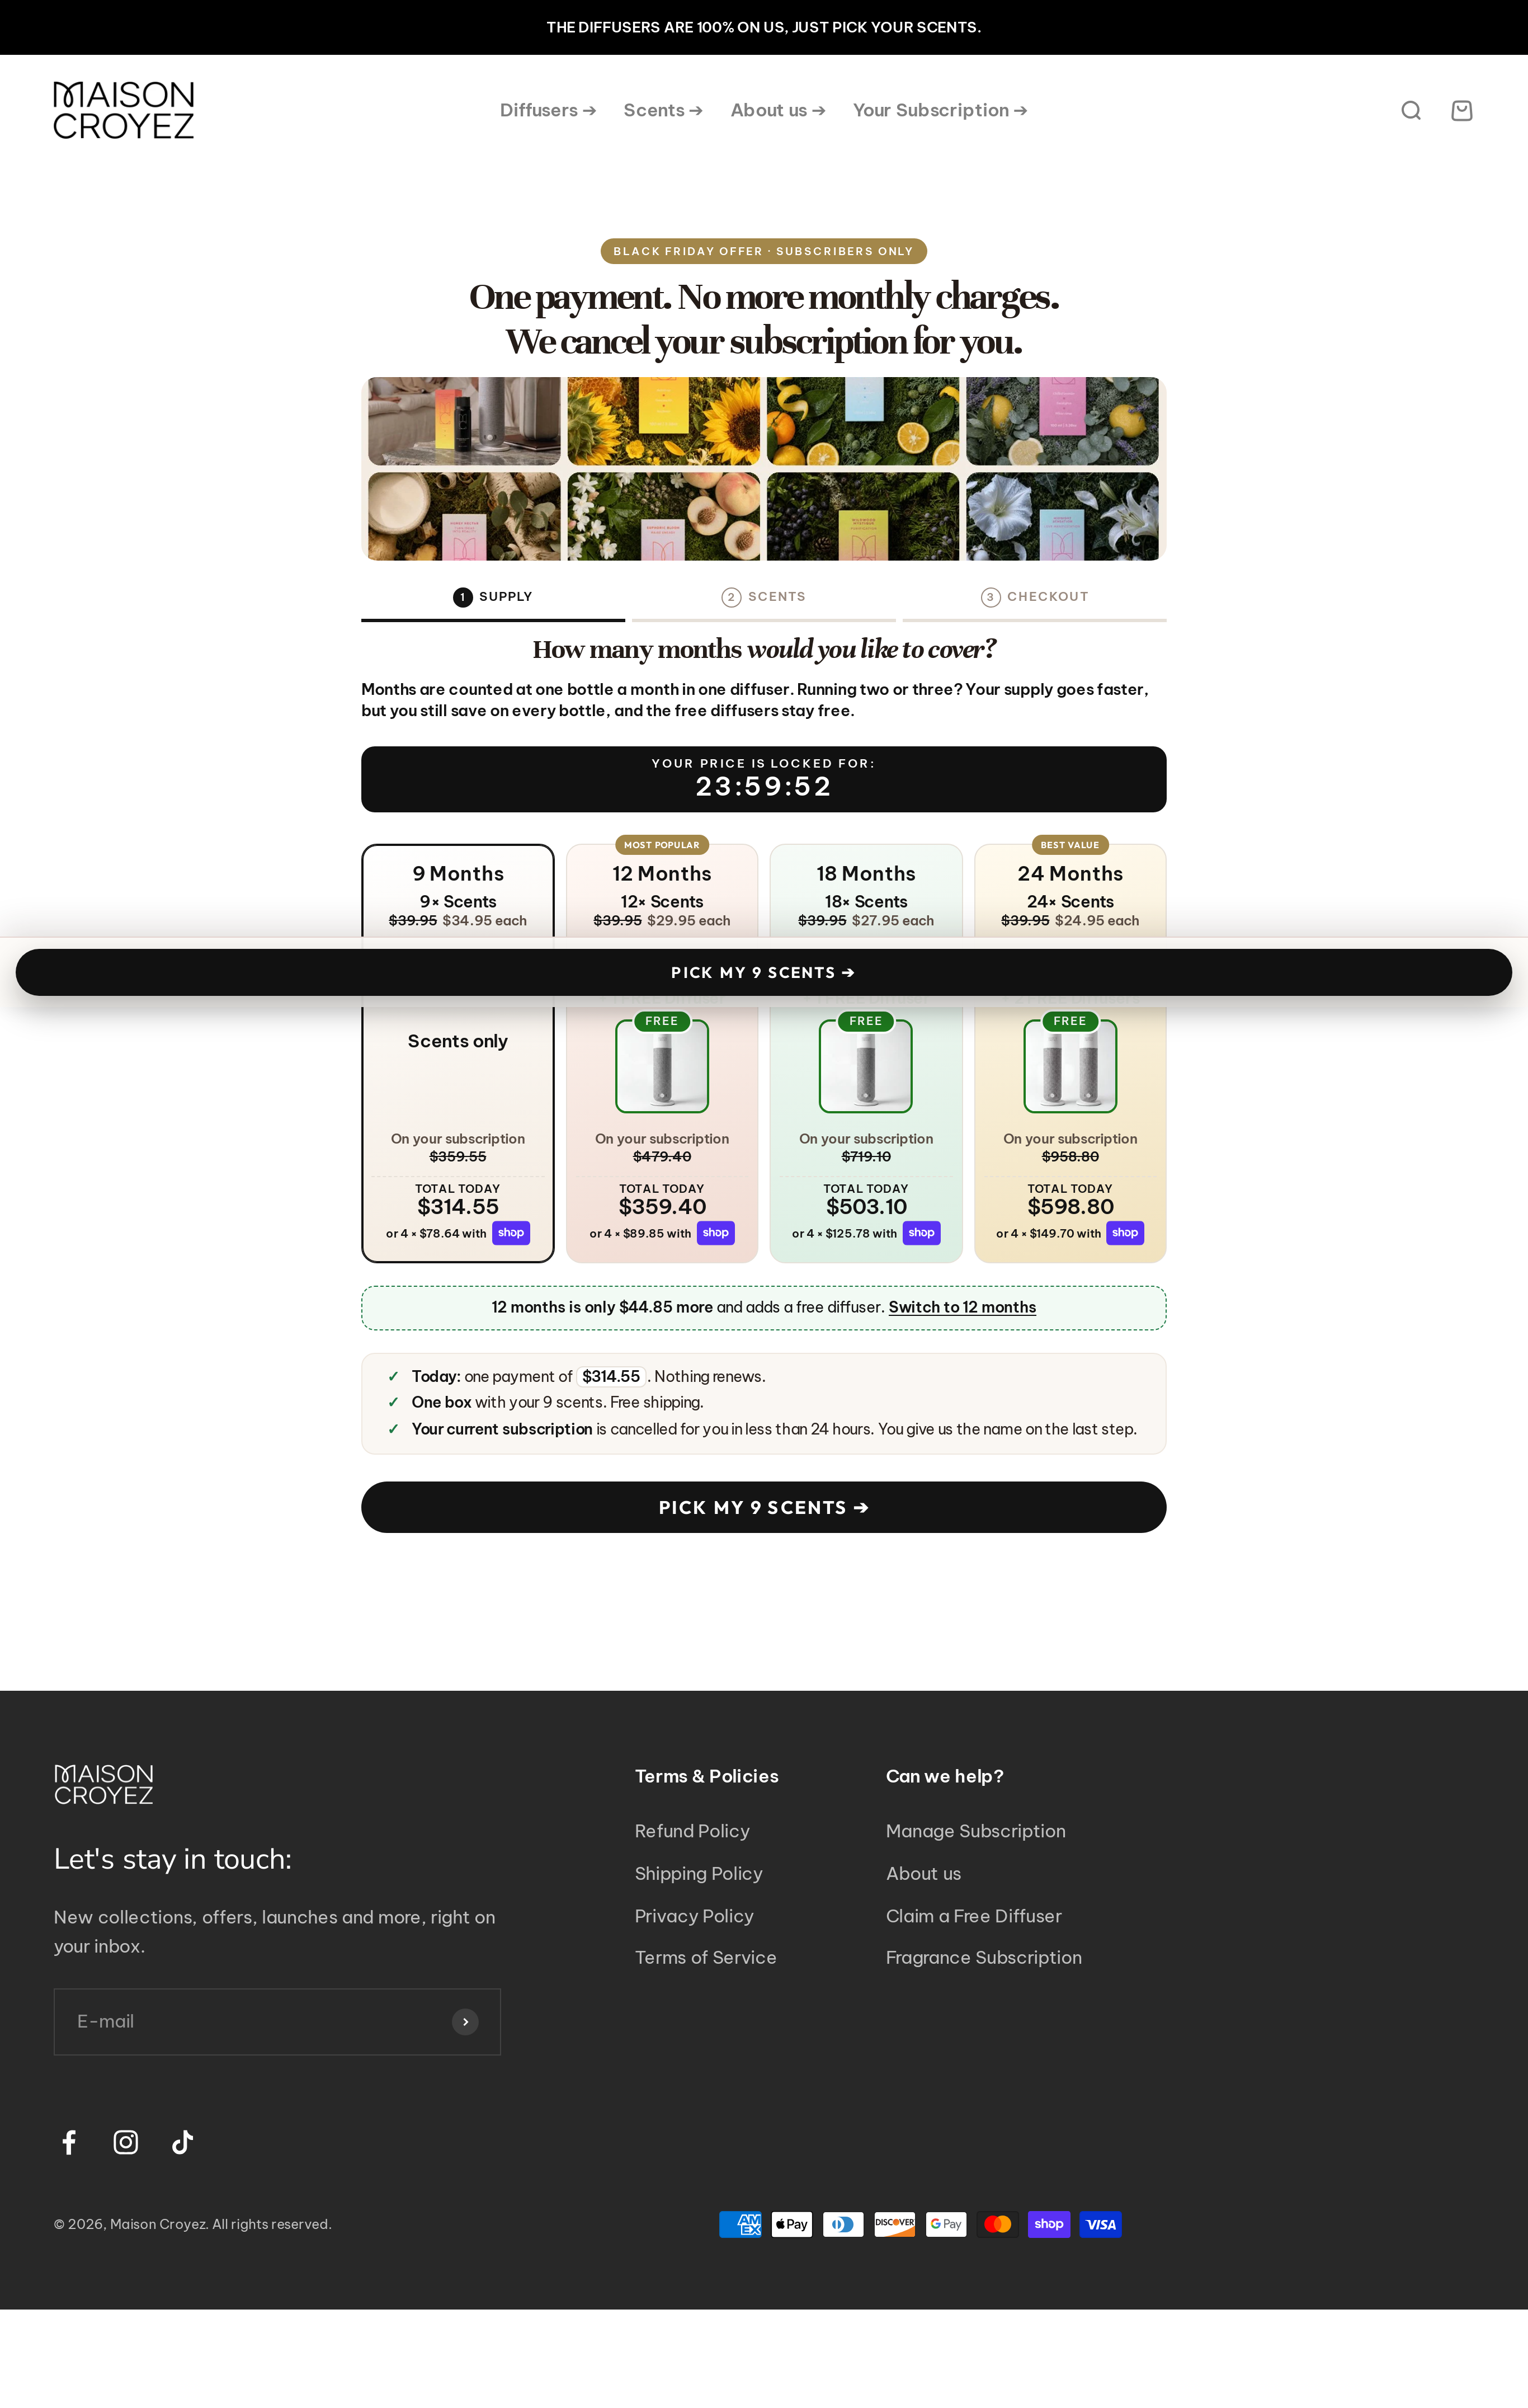 THE DIFFUSERS ARE 100% ON US, JUST PICK YOUR SCENTS.
MAISON
CROYEZ
Diffusers → Scents → About us → Your Subscription →
BLACK FRIDAY OFFER · SUBSCRIBERS ONLY
One payment. No more monthly charges.
We cancel your subscription for you.
1 SUPPLY
2 SCENTS
3 CHECKOUT
How many months would you like to cover?
Months are counted at one bottle a month in one diffuser. Running two or three? Your supply goes faster,
but you still save on every bottle, and the free diffusers stay free.
YOUR PRICE IS LOCKED FOR:
23:59:52
9 Months
9× Scents
$39.95 $34.95 each
Scents only
On your subscription
$359.55
TOTAL TODAY
$314.55
or 4 × $78.64 with shop
MOST POPULAR
12 Months
12× Scents
$39.95 $29.95 each
FREE
On your subscription
$479.40
TOTAL TODAY
$359.40
or 4 × $89.85 with shop
18 Months
18× Scents
$39.95 $27.95 each
FREE
On your subscription
$719.10
TOTAL TODAY
$503.10
or 4 × $125.78 with shop
BEST VALUE
24 Months
24× Scents
$39.95 $24.95 each
FREE
On your subscription
$958.80
TOTAL TODAY
$598.80
or 4 × $149.70 with shop
PICK MY 9 SCENTS →
12 months is only $44.85 more and adds a free diffuser. Switch to 12 months
✓ Today: one payment of $314.55. Nothing renews.
✓ One box with your 9 scents. Free shipping.
✓ Your current subscription is cancelled for you in less than 24 hours. You give us the name on the last step.
PICK MY 9 SCENTS →
MAISON
CROYEZ
Let's stay in touch:
New collections, offers, launches and more, right on
your inbox.
E-mail
Terms & Policies
Refund Policy
Shipping Policy
Privacy Policy
Terms of Service
Can we help?
Manage Subscription
About us
Claim a Free Diffuser
Fragrance Subscription
© 2026, Maison Croyez. All rights reserved.
AMEX
Pay
DISCOVER
G Pay
shop
VISA